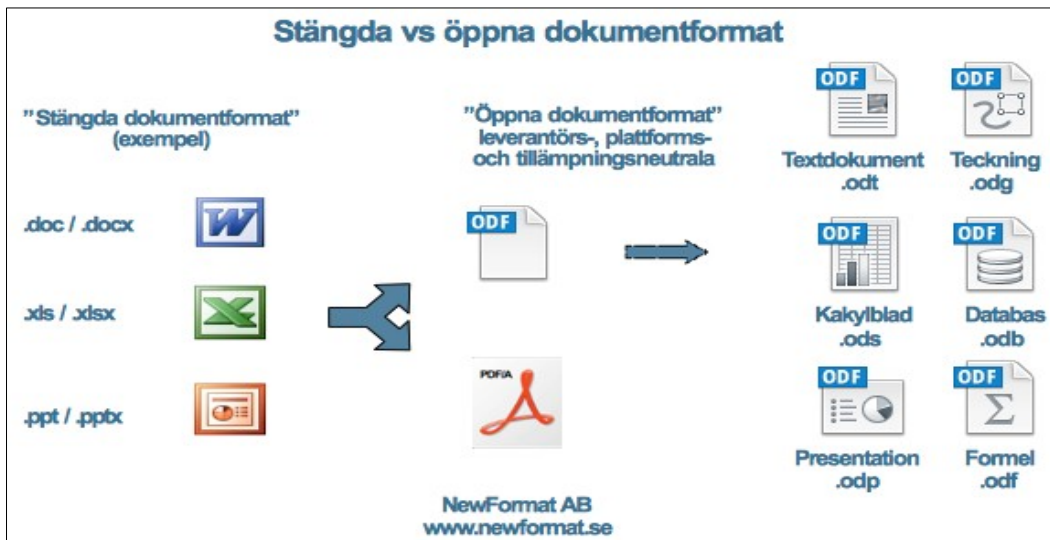 Stängda vs öppna dokumentformat
”Stängda dokumentformat”
(exempel)
.doc / .docx
.xls / .xlsx
.ppt / .pptx
”Öppna dokumentformat”
leverantörs-, plattforms-
och tillämpningsneutrala
ODF
PDF/A
ODF
Textdokument
.odt
ODF
Teckning
.odg
ODF
Kakylblad
.ods
ODF
Databas
.odb
ODF
Presentation
.odp
ODF
Formel
.odf
NewFormat AB
www.newformat.se